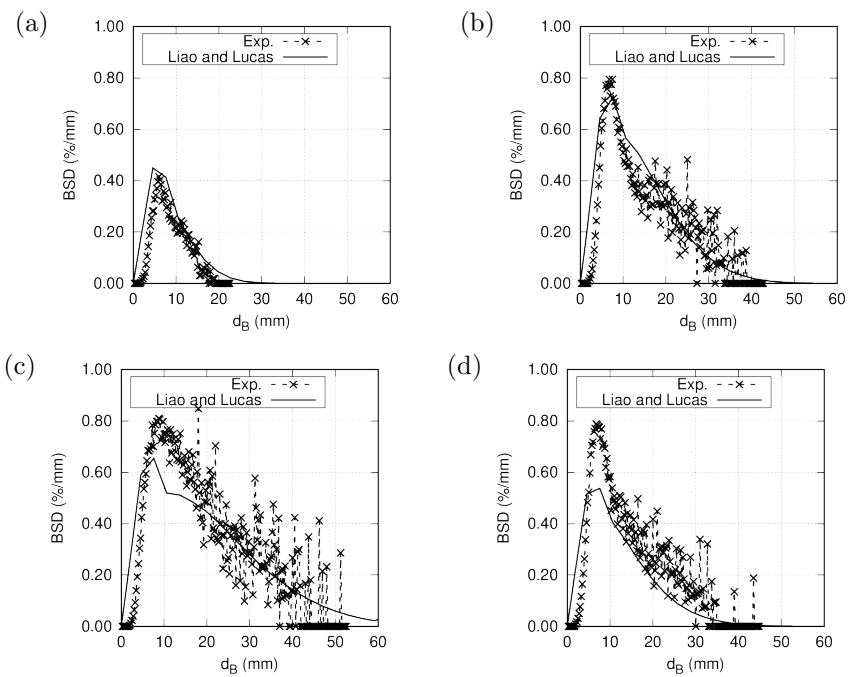 (a)
1.00
0.80
0.60
0.40
0.20
0.00
BSD (%/mm)
0 10 20 30 40 50 60
d_B (mm)
Exp.
Liao and Lucas
(b)
1.00
0.80
0.60
0.40
0.20
0.00
BSD (%/mm)
0 10 20 30 40 50 60
d_B (mm)
Exp.
Liao and Lucas
(c)
1.00
0.80
0.60
0.40
0.20
0.00
BSD (%/mm)
0 10 20 30 40 50 60
d_B (mm)
Exp.
Liao and Lucas
(d)
1.00
0.80
0.60
0.40
0.20
0.00
BSD (%/mm)
0 10 20 30 40 50 60
d_B (mm)
Exp.
Liao and Lucas